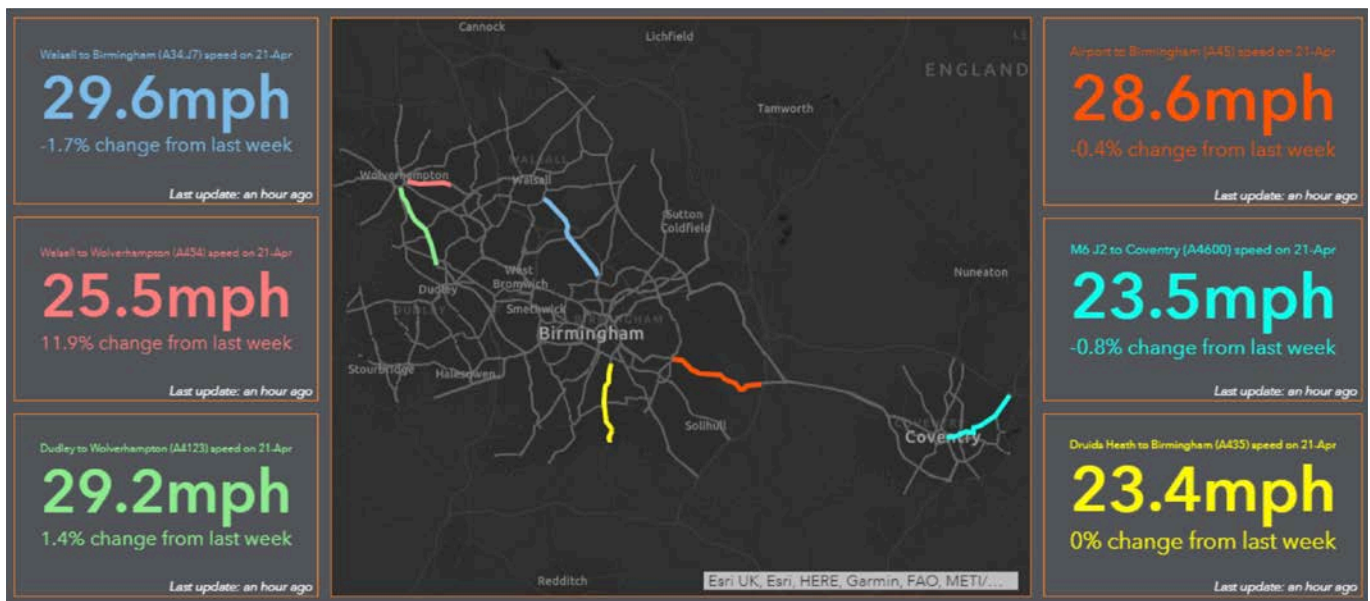 Walsall to Birmingham (A34:J7) speed on 21-Apr
29.6mph
-1.7% change from last week
Last update: an hour ago
Walsall to Wolverhampton (A454) speed on 21-Apr
25.5mph
11.9% change from last week
Last update: an hour ago
Dudley to Wolverhampton (A4123) speed on 21-Apr
29.2mph
1.4% change from last week
Last update: an hour ago
Cannock
Lichfield
ENGLAND
Tamworth
WALSALL
Wolverhampton
Walsall
Sutton
Coldfield
Nuneaton
West
Bromwich
Dudley
DUDLEY
Smethwick
BIRMINGHAM
Birmingham
Stourbridge
Halesowen
Solihull
Coventry
Redditch
Esri UK, Esri, HERE, Garmin, FAO, METI/...
Airport to Birmingham (A45) speed on 21-Apr
28.6mph
-0.4% change from last week
Last update: an hour ago
M6 J2 to Coventry (A4600) speed on 21-Apr
23.5mph
-0.8% change from last week
Last update: an hour ago
Druids Heath to Birmingham (A435) speed on 21-Apr
23.4mph
0% change from last week
Last update: an hour ago